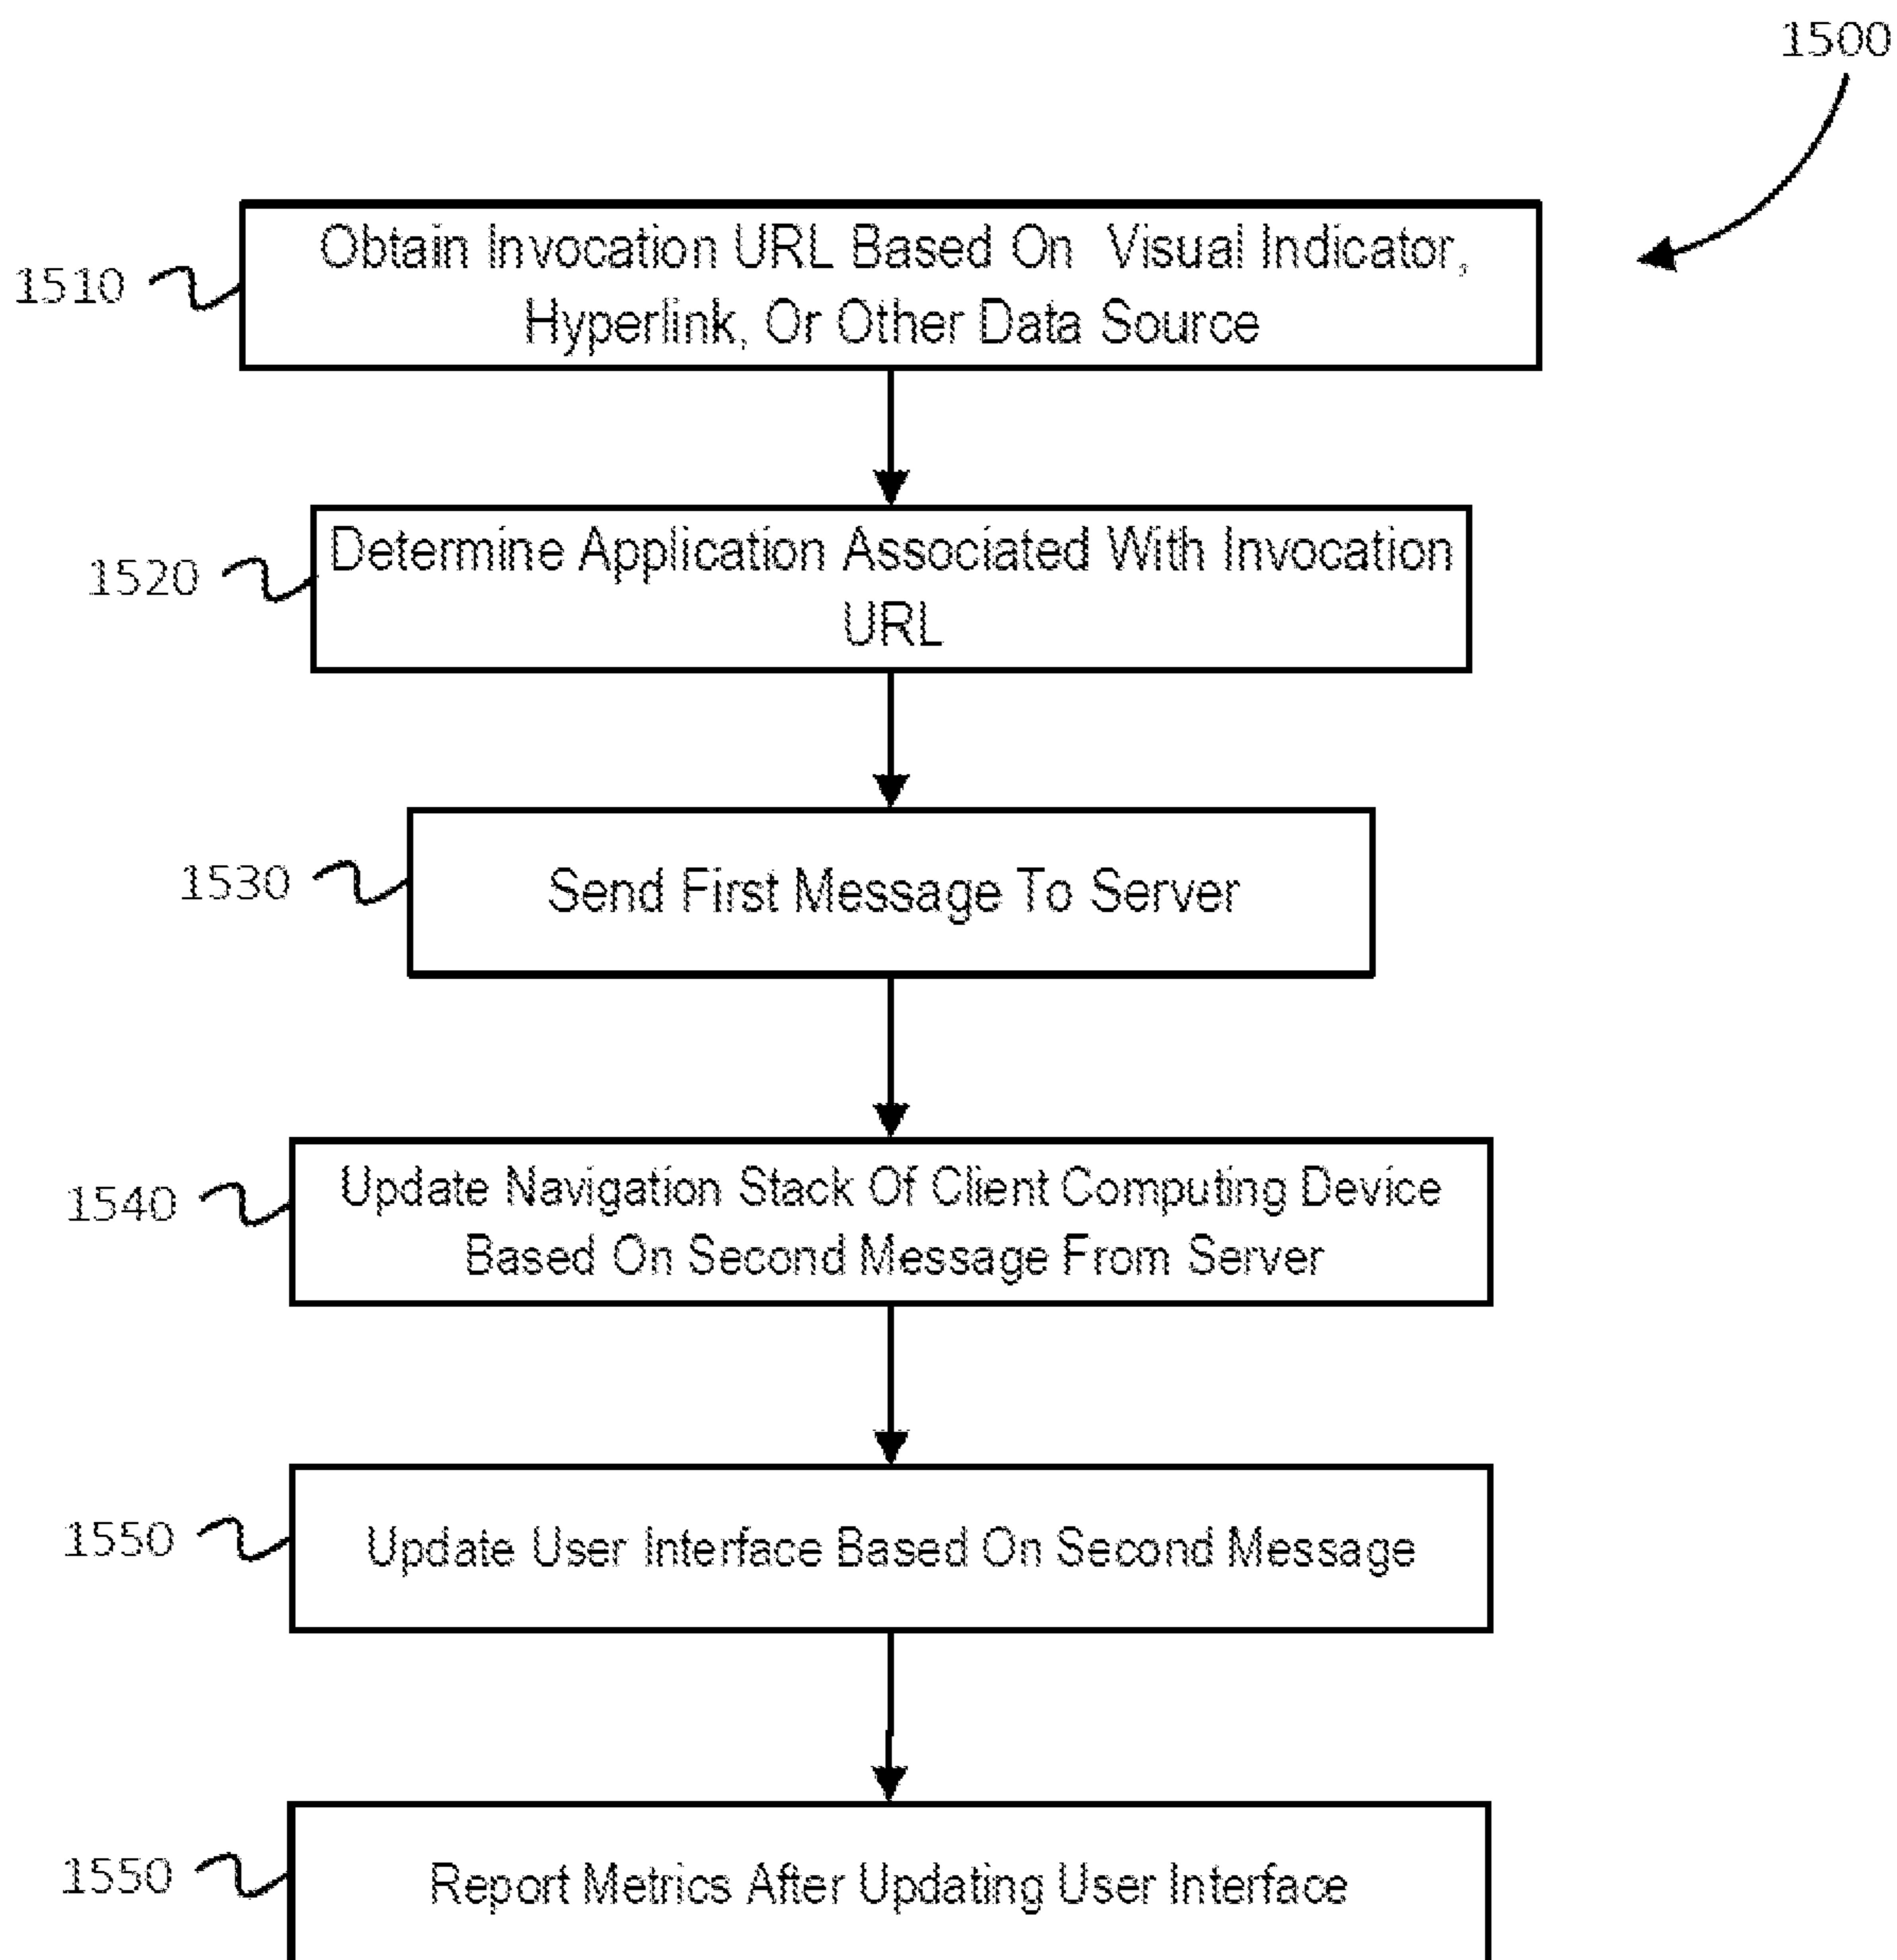 1500
1510
Obtain Invocation URL Based On Visual Indicator,
Hyperlink, Or Other Data Source
1520
Determine Application Associated With Invocation
URL
1530
Send First Message To Server
1540
Update Navigation Stack Of Client Computing Device
Based On Second Message From Server
1550
Update User Interface Based On Second Message
1550
Report Metrics After Updating User Interface